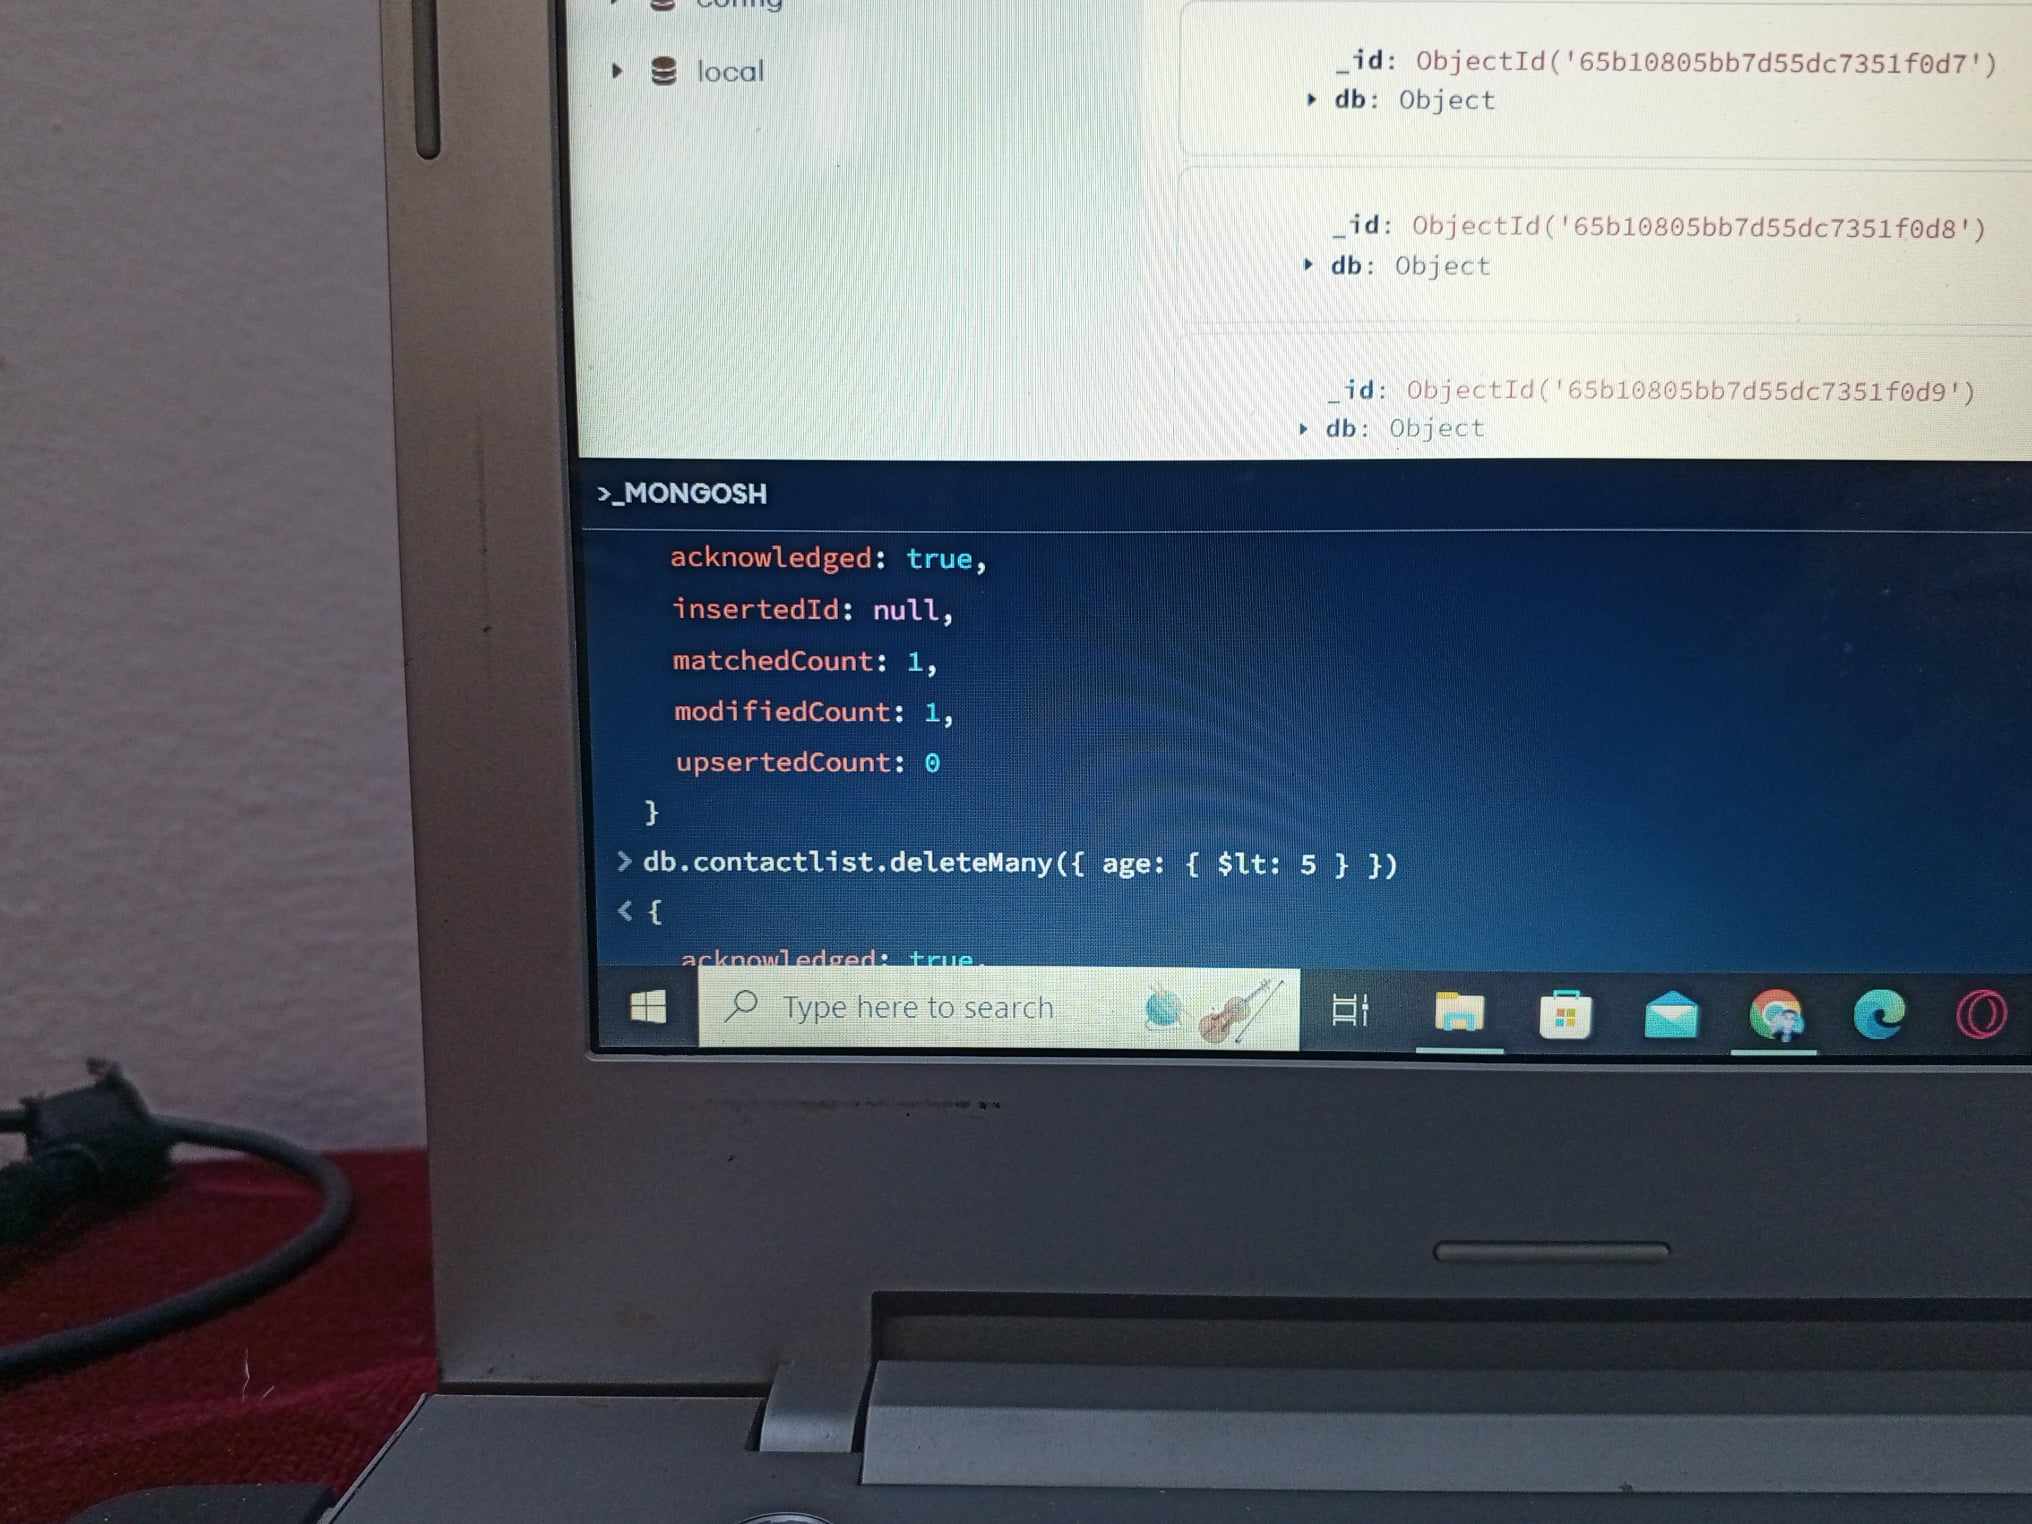 config
local
_id: ObjectId('65b10805bb7d55dc7351f0d7')
db: Object
_id: ObjectId('65b10805bb7d55dc7351f0d8')
db: Object
_id: ObjectId('65b10805bb7d55dc7351f0d9')
db: Object
>_MONGOSH
acknowledged: true,
insertedId: null,
matchedCount: 1,
modifiedCount: 1,
upsertedCount: 0
}
> db.contactlist.deleteMany({ age: { $lt: 5 } })
< {
acknowledged: true,
Type here to search